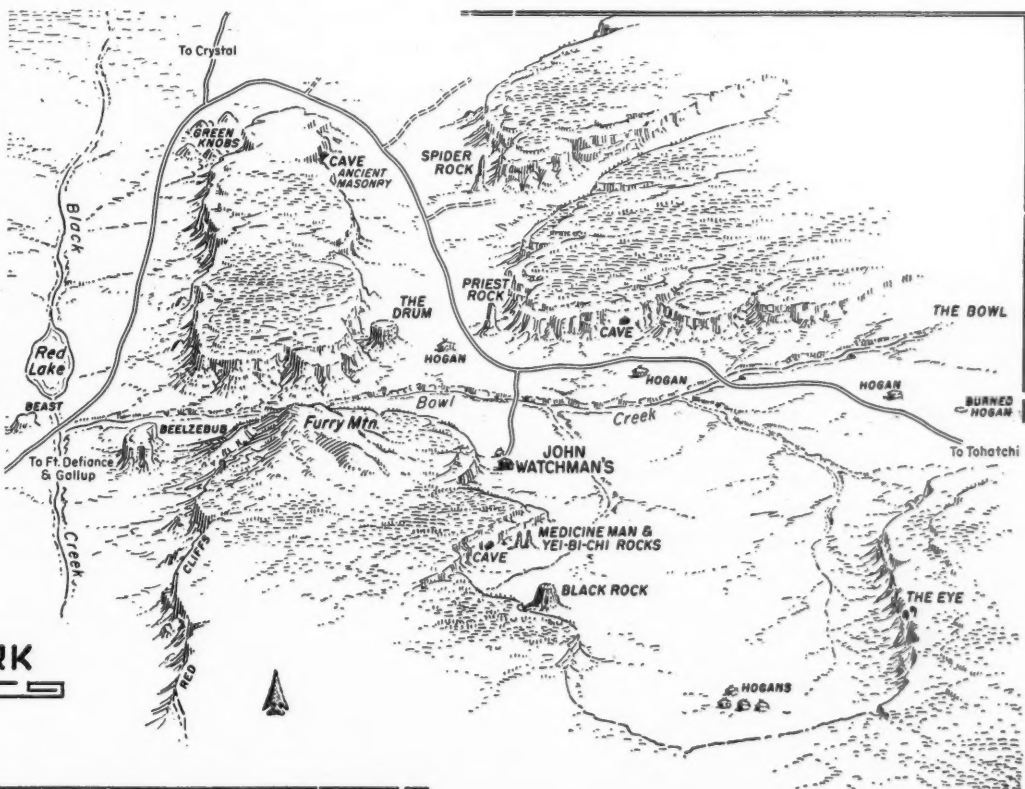 To Crystal
GREEN
KNOBS
CAVE
ANCIENT
MASONRY
SPIDER
ROCK
Black
PRIEST
ROCK
THE
DRUM
CAVE
THE BOWL
Red
Lake
HOGAN
HOGAN
HOGAN
BURNED
HOGAN
BEAST
Bowl
Creek
BEELZEBUB
Furry Mtn.
To Ft. Defiance
& Gallup
JOHN
WATCHMAN'S
To Tohatchi
Creek
CLIFFS
MEDICINE MAN &
YEI-BI-CHI ROCKS
CAVE
BLACK ROCK
THE EYE
RED
HOGANS